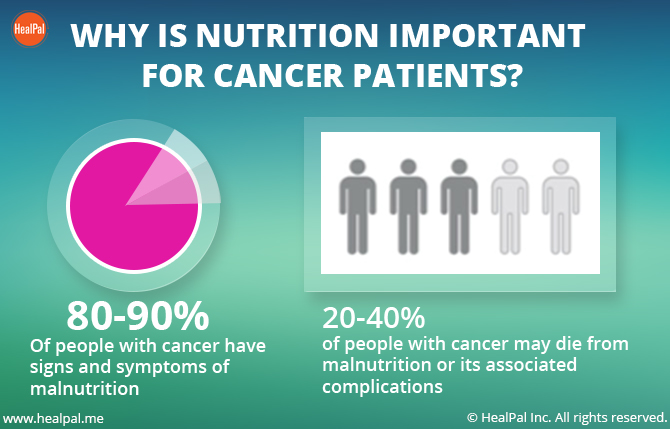 HealPal
WHY IS NUTRITION IMPORTANT
FOR CANCER PATIENTS?
80-90%
Of people with cancer have
signs and symptoms of
malnutrition
20-40%
of people with cancer may die from
malnutrition or its associated
complications
www.healpal.me
© HealPal Inc. All rights reserved.